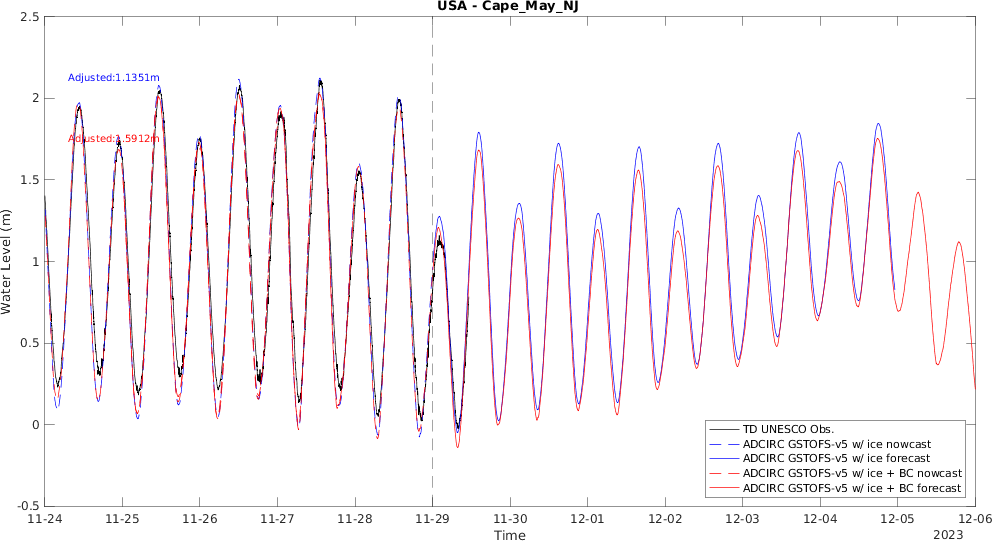 USA - Cape_May_NJ
2.5
2
1.5
1
0.5
0
-0.5
Water Level (m)
Adjusted:1.1351m
Adjusted:1.5912m
TD UNESCO Obs.
ADCIRC GSTOFS-v5 w/ ice nowcast
ADCIRC GSTOFS-v5 w/ ice forecast
ADCIRC GSTOFS-v5 w/ ice + BC nowcast
ADCIRC GSTOFS-v5 w/ ice + BC forecast
11-24 11-25 11-26 11-27 11-28 11-29 11-30 12-01 12-02 12-03 12-04 12-05 12-06
Time
2023